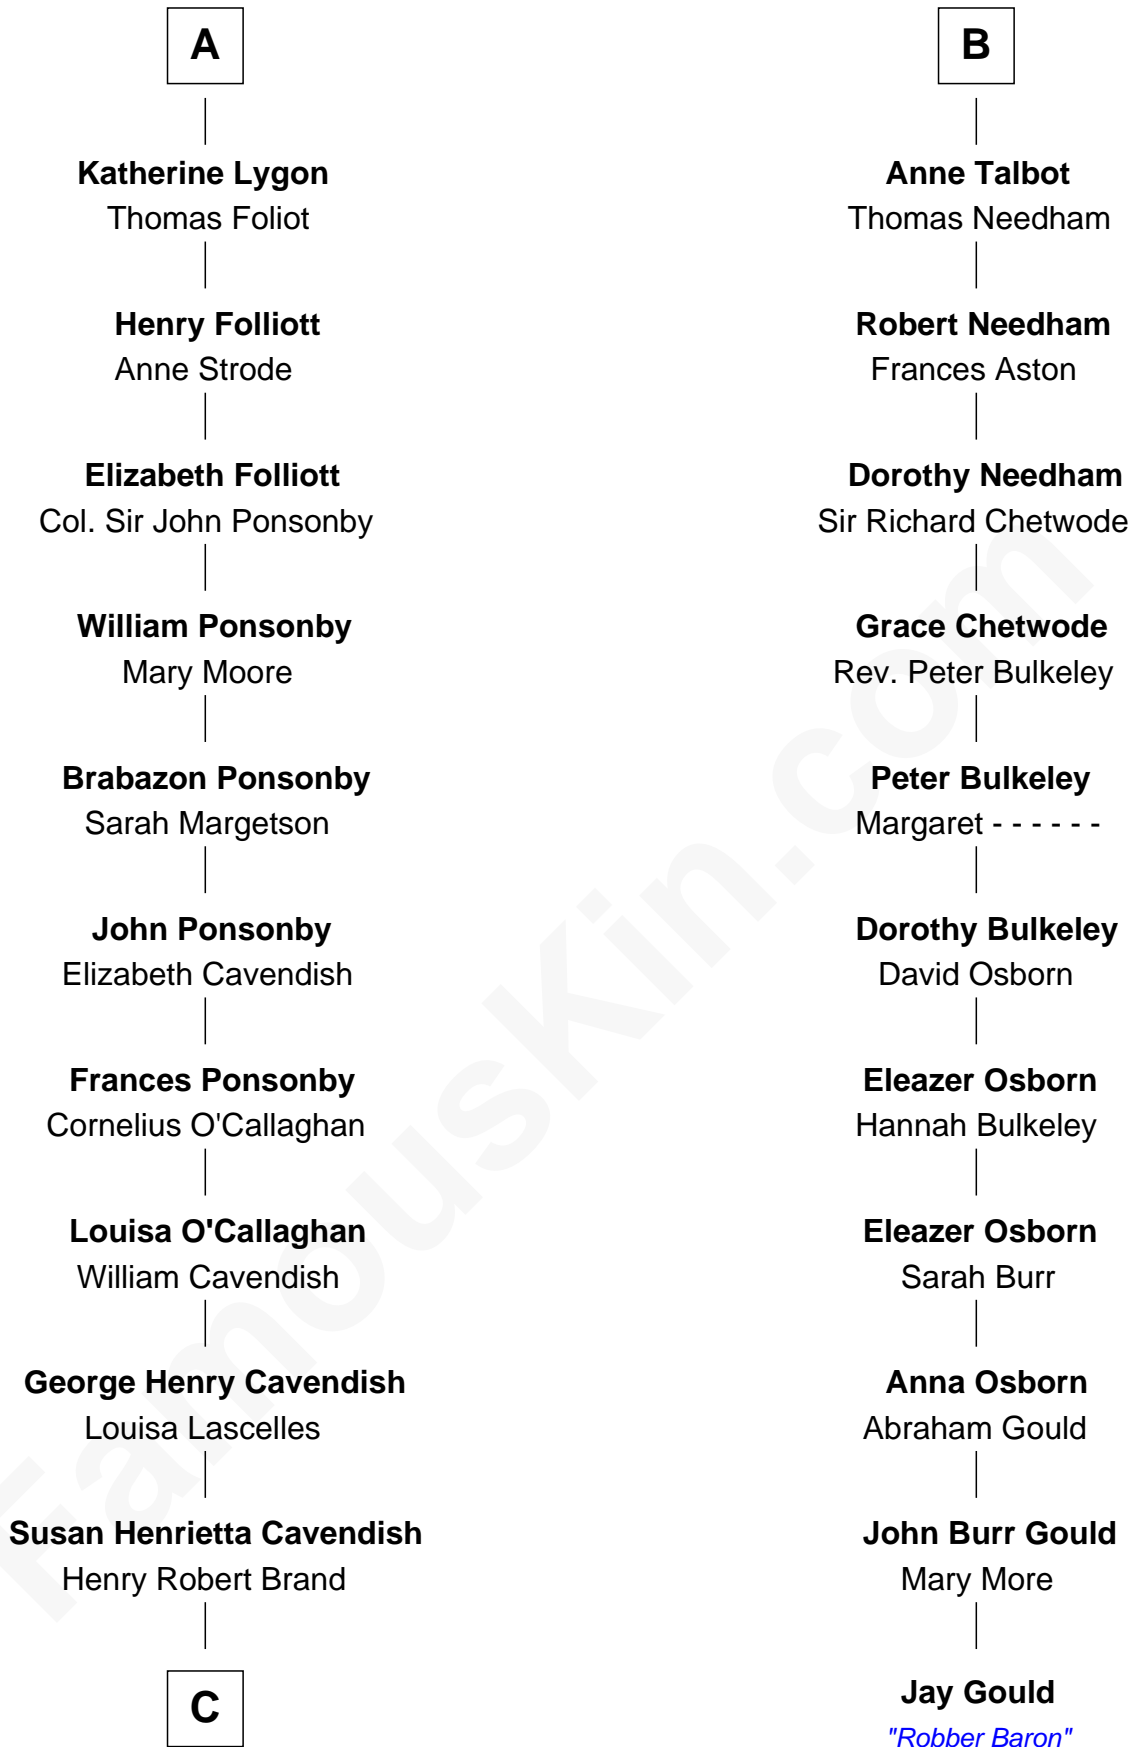 A
Katherine Lygon
Thomas Foliot
Henry Folliott
Anne Strode
Elizabeth Folliott
Col. Sir John Ponsonby
William Ponsonby
Mary Moore
Brabazon Ponsonby
Sarah Margetson
John Ponsonby
Elizabeth Cavendish
Frances Ponsonby
Cornelius O'Callaghan
Louisa O'Callaghan
William Cavendish
George Henry Cavendish
Louisa Lascelles
Susan Henrietta Cavendish
Henry Robert Brand
C
B
Anne Talbot
Thomas Needham
Robert Needham
Frances Aston
Dorothy Needham
Sir Richard Chetwode
Grace Chetwode
Rev. Peter Bulkeley
Peter Bulkeley
Margaret - - - - - -
Dorothy Bulkeley
David Osborn
Eleazer Osborn
Hannah Bulkeley
Eleazer Osborn
Sarah Burr
Anna Osborn
Abraham Gould
John Burr Gould
Mary More
Jay Gould
"Robber Baron"
FamousKin.com